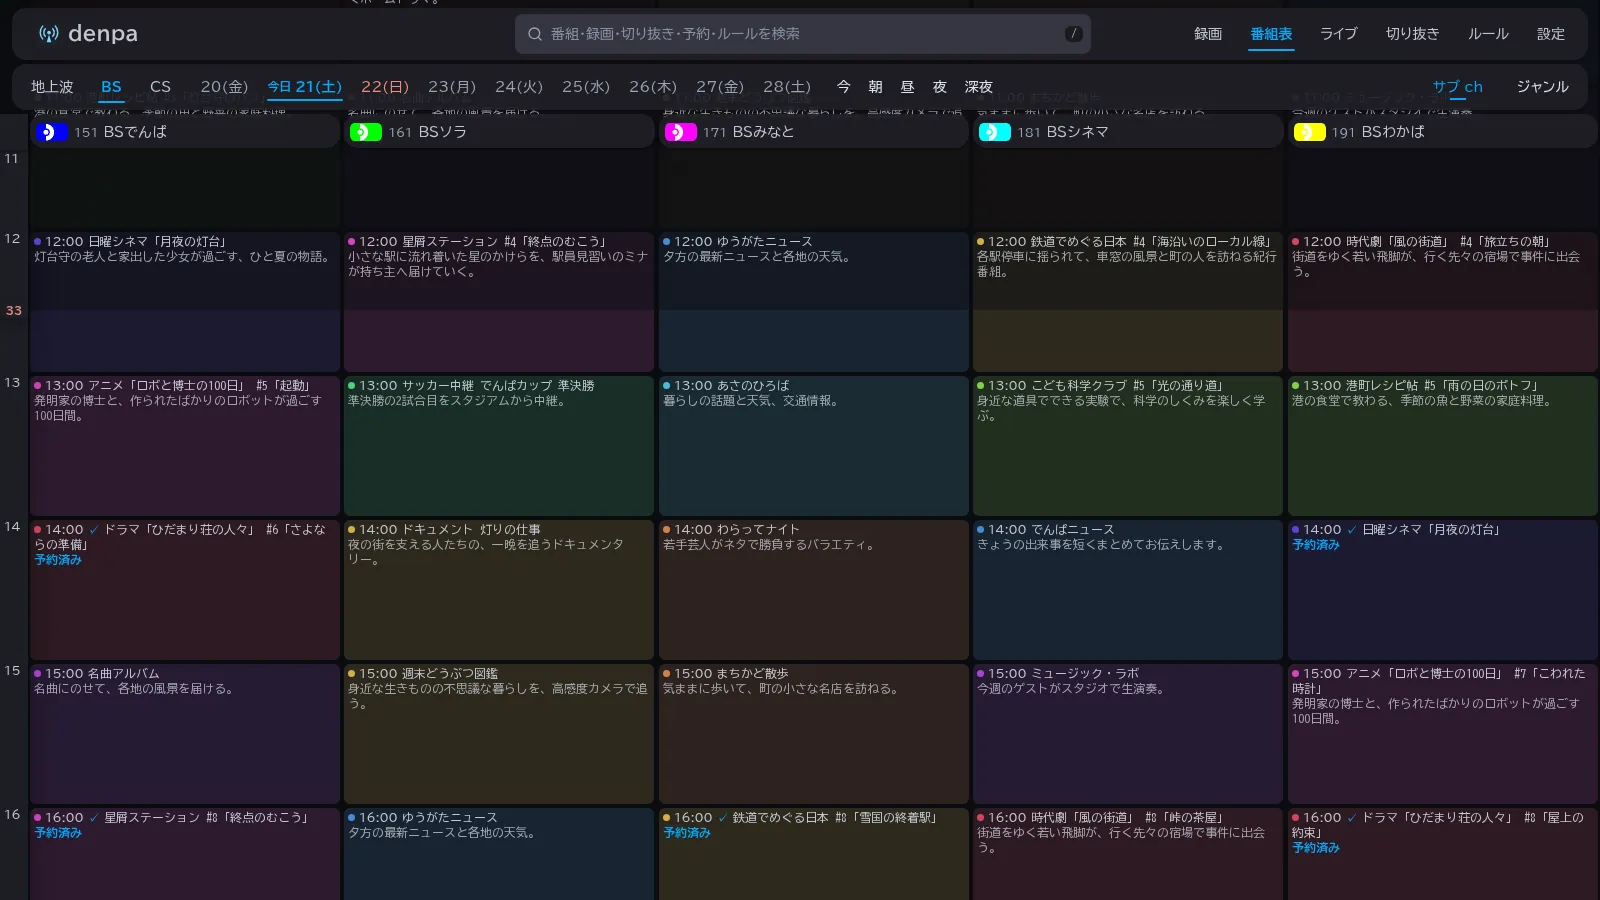 denpa
番組・録画・切り抜き・予約・ルールを検索
/
録画
番組表
ライブ
切り抜き
ルール
設定
地上波
BS
CS
20(金)
今日 21(土)
22(日)
23(月)
24(火)
25(水)
26(木)
27(金)
28(土)
今
朝
昼
夜
深夜
サブ ch
ジャンル
151 BSでんぱ
161 BSソラ
171 BSみなと
181 BSシネマ
191 BSわかば
11
12
12:00 日曜シネマ「月夜の灯台」
灯台守の老人と家出した少女が過ごす、ひと夏の物語。
12:00 星屑ステーション #4「終点のむこう」
小さな駅に流れ着いた星のかけらを、駅員見習いのミナ
が持ち主へ届けていく。
12:00 ゆうがたニュース
夕方の最新ニュースと各地の天気。
12:00 鉄道でめぐる日本 #4「海沿いのローカル線」
各駅停車に揺られて、車窓の風景と町の人を訪ねる紀行
番組。
12:00 時代劇「風の街道」 #4「旅立ちの朝」
街道をゆく若い飛脚が、行く先々の宿場で事件に出会
う。
33
13
13:00 アニメ「ロボと博士の100日」 #5「起動」
発明家の博士と、作られたばかりのロボットが過ごす
100日間。
13:00 サッカー中継 でんぱカップ 準決勝
準決勝の2試合目をスタジアムから中継。
13:00 あさのひろば
暮らしの話題と天気、交通情報。
13:00 こども科学クラブ #5「光の通り道」
身近な道具でできる実験で、科学のしくみを楽しく学
ぶ。
13:00 港町レシピ帖 #5「雨の日のポトフ」
港の食堂で教わる、季節の魚と野菜の家庭料理。
14
14:00 ✓ ドラマ「ひだまり荘の人々」 #6「さよな
らの準備」
予約済み
14:00 ドキュメント 灯りの仕事
夜の街を支える人たちの、一晩を追うドキュメンタ
リー。
14:00 わらってナイト
若手芸人がネタで勝負するバラエティ。
14:00 でんぱニュース
きょうの出来事を短くまとめてお伝えします。
14:00 ✓ 日曜シネマ「月夜の灯台」
予約済み
15
15:00 名曲アルバム
名曲にのせて、各地の風景を届ける。
15:00 週末どうぶつ図鑑
身近な生きものの不思議な暮らしを、高感度カメラで追
う。
15:00 まちかど散歩
気ままに歩いて、町の小さな名店を訪ねる。
15:00 ミュージック・ラボ
今週のゲストがスタジオで生演奏。
15:00 アニメ「ロボと博士の100日」 #7「こわれた
時計」
発明家の博士と、作られたばかりのロボットが過ごす
100日間。
16
16:00 ✓ 星屑ステーション #8「終点のむこう」
予約済み
16:00 ゆうがたニュース
夕方の最新ニュースと各地の天気。
16:00 ✓ 鉄道でめぐる日本 #8「雪国の終着駅」
予約済み
16:00 時代劇「風の街道」 #8「峠の茶屋」
街道をゆく若い飛脚が、行く先々の宿場で事件に出会
う。
16:00 ✓ ドラマ「ひだまり荘の人々」 #8「屋上の
約束」
予約済み